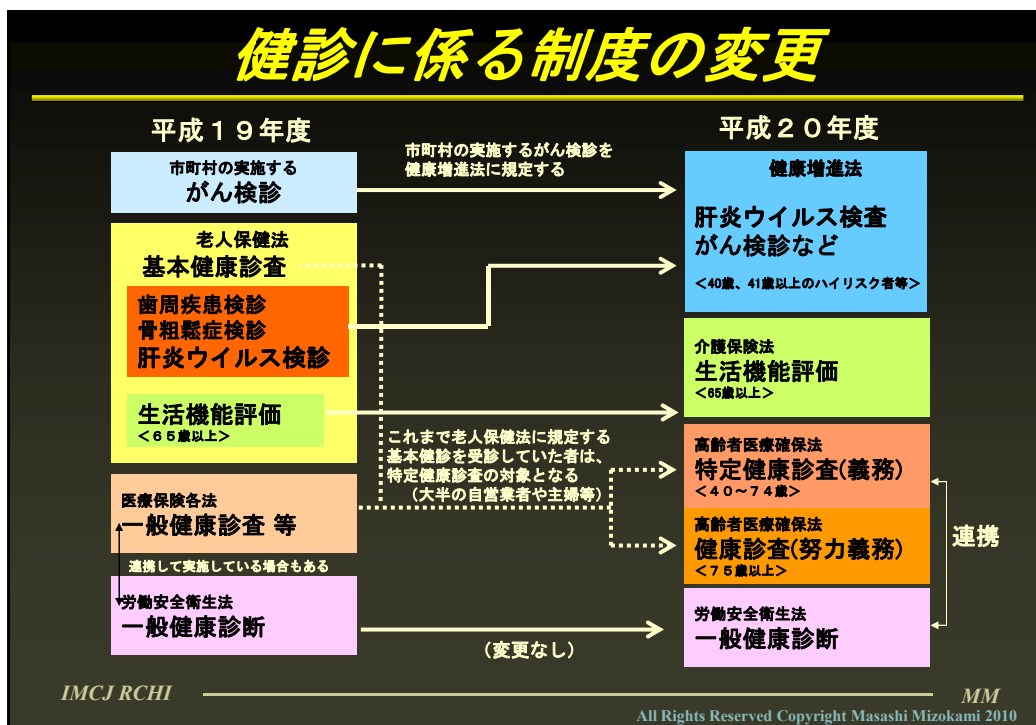 健診に係る制度の変更
平成１９年度
市町村の実施する
がん検診
老人保健法
基本健康診査
歯周疾患検診
骨粗鬆症検診
肝炎ウイルス検診
生活機能評価
＜６５歳以上＞
医療保険各法
一般健康診査 等
連携して実施している場合もある
労働安全衛生法
一般健康診断
市町村の実施するがん検診を
健康増進法に規定する
これまで老人保健法に規定する
基本健診を受診していた者は、
特定健康診査の対象となる
（大半の自営業者や主婦等）
（変更なし）
平成２０年度
健康増進法
肝炎ウイルス検査
がん検診など
＜40歳、41歳以上のハイリスク者等＞
介護保険法
生活機能評価
＜65歳以上＞
高齢者医療確保法
特定健康診査(義務)
＜４０～７４歳＞
高齢者医療確保法
健康診査(努力義務)
＜７５歳以上＞
労働安全衛生法
一般健康診断
連携
IMCJ RCHI
MM
All Rights Reserved Copyright Masashi Mizokami 2010